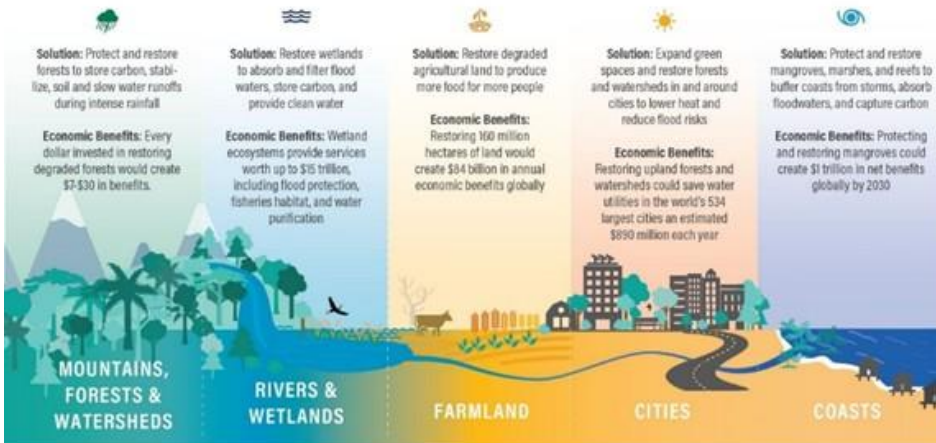 Solution: Protect and restore
forests to store carbon, stabi-
lize, soil and slow water runoffs
during intense rainfall
Economic Benefits: Every
dollar invested in restoring
degraded forests would create
$7-$30 in benefits.
MOUNTAINS,
FORESTS &
WATERSHEDS
Solution: Restore wetlands
to absorb and filter flood
waters, store carbon, and
provide clean water
Economic Benefits: Wetland
ecosystems provide services
worth up to $15 trillion,
including flood protection,
fisheries habitat, and water
purification
RIVERS &
WETLANDS
Solution: Restore degraded
agricultural land to produce
more food for more people
Economic Benefits:
Restoring 160 million
hectares of land would
create $84 billion in annual
economic benefits globally
FARMLAND
Solution: Expand green
spaces and restore forests
and watersheds in and around
cities to lower heat and
reduce flood risks
Economic Benefits:
Restoring upland forests and
watersheds could save water
utilities in the world's 534
largest cities an estimated
$890 million each year
CITIES
Solution: Protect and restore
mangroves, marshes, and reefs to
buffer coasts from storms, absorb
floodwaters, and capture carbon
Economic Benefits: Protecting
and restoring mangroves could
create $1 trillion in net benefits
globally by 2030
COASTS